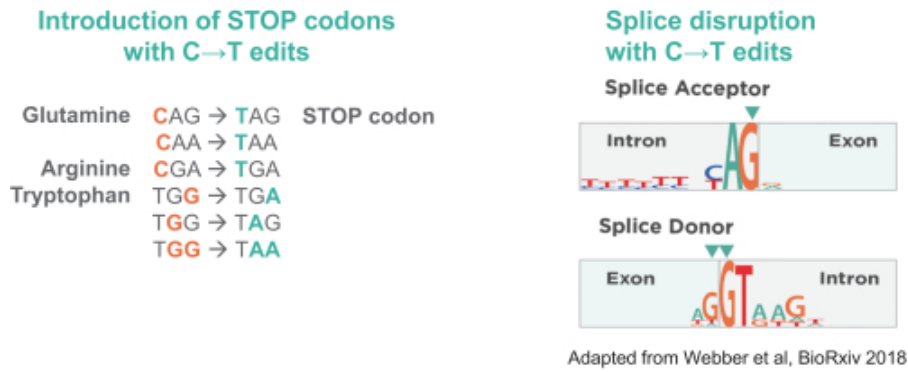 Introduction of STOP codons
with C→T edits
Glutamine CAG → TAG STOP codon
CAA → TAA
Arginine CGA → TGA
Tryptophan TGG → TGA
TGG → TAG
TGG → TAA
Splice disruption
with C→T edits
Splice Acceptor
Intron CAG Exon
Splice Donor
Exon AGGTAAG Intron
Adapted from Webber et al, BioRxiv 2018